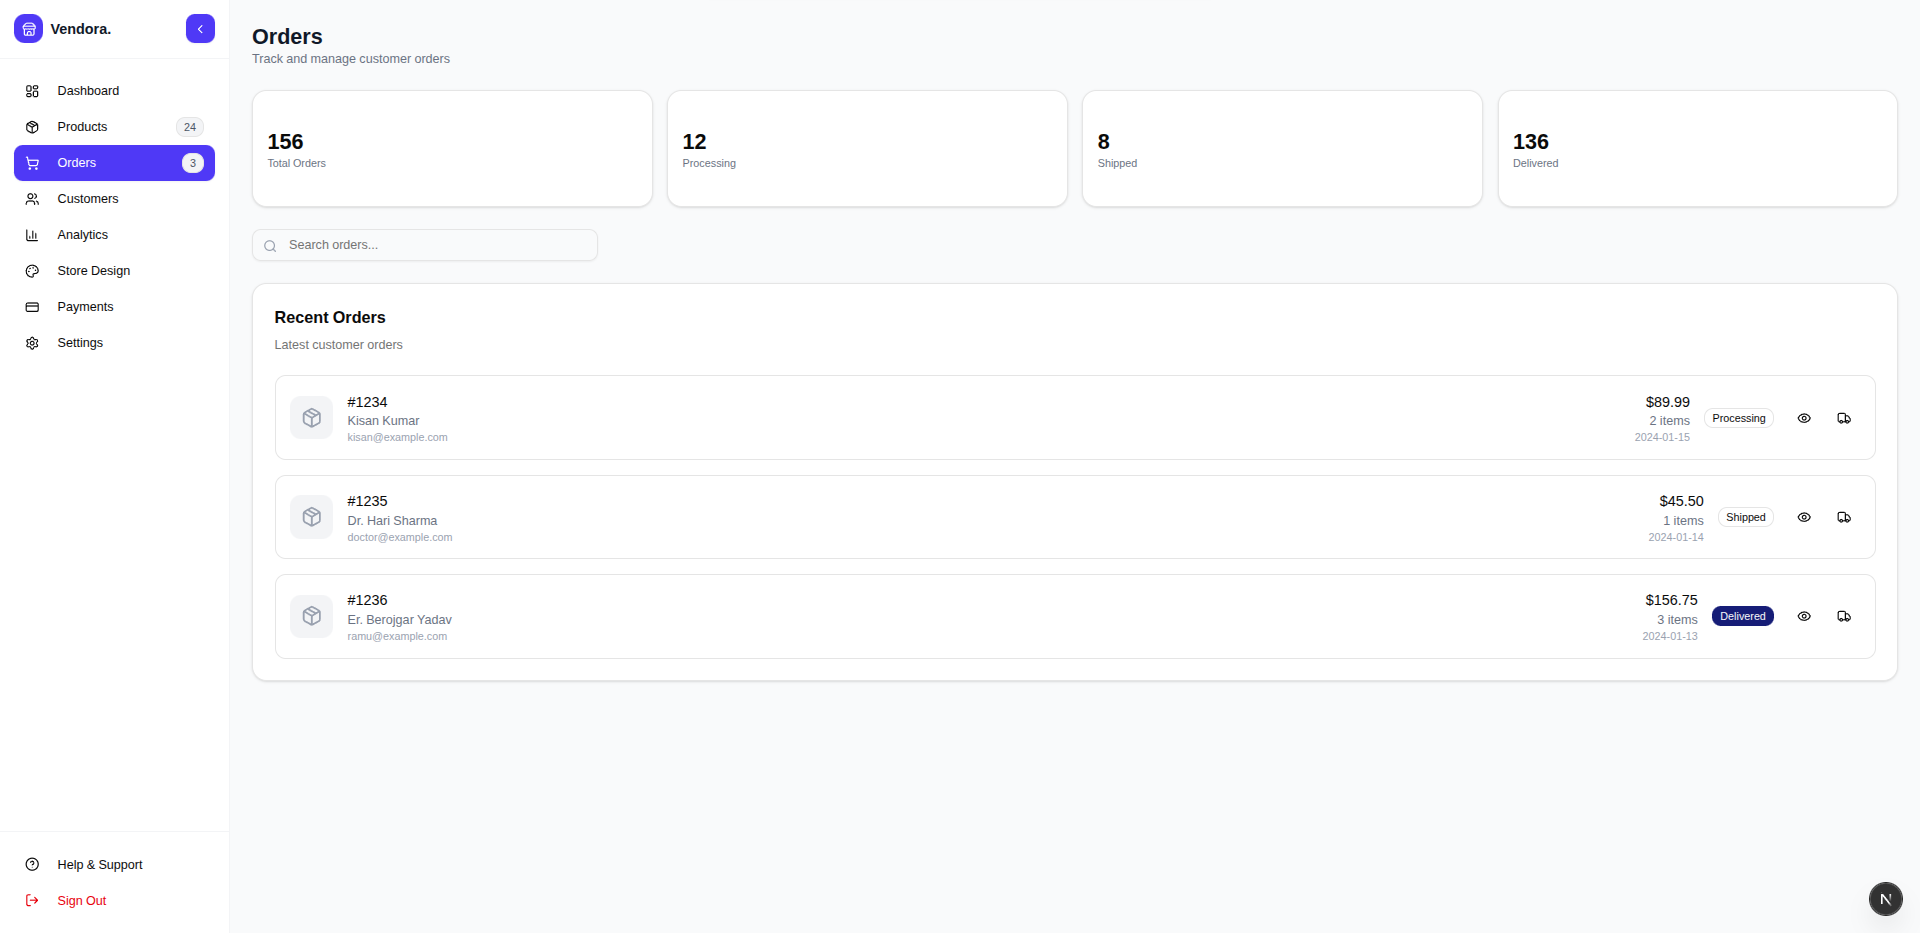 Vendora.
Dashboard
Products 24
Orders 3
Customers
Analytics
Store Design
Payments
Settings
Help & Support
Sign Out
Orders
Track and manage customer orders
156
Total Orders
12
Processing
8
Shipped
136
Delivered
Search orders...
Recent Orders
Latest customer orders
#1234
Kisan Kumar
kisan@example.com
$89.99
2 items
2024-01-15
Processing
#1235
Dr. Hari Sharma
doctor@example.com
$45.50
1 items
2024-01-14
Shipped
#1236
Er. Berojgar Yadav
ramu@example.com
$156.75
3 items
2024-01-13
Delivered
N